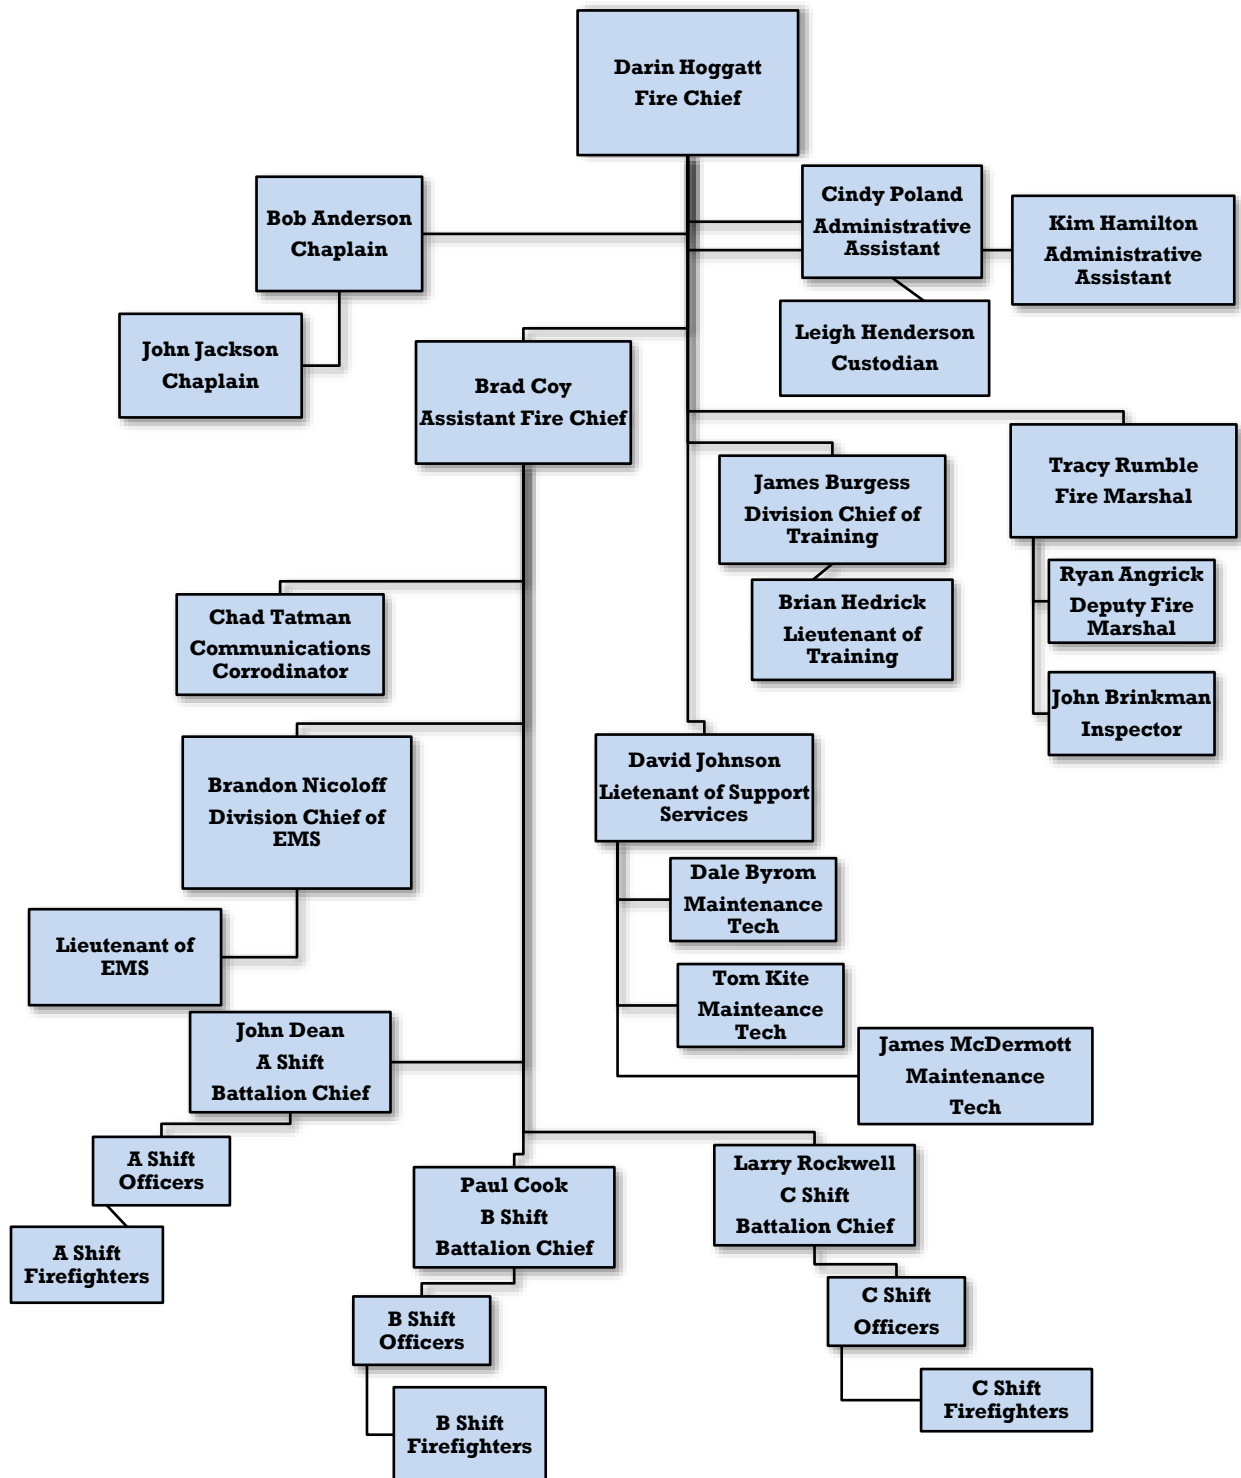 Darin Hoggatt
Fire Chief
Bob Anderson
Chaplain
Cindy Poland
Administrative
Assistant
Kim Hamilton
Administrative
Assistant
John Jackson
Chaplain
Leigh Henderson
Custodian
Brad Coy
Assistant Fire Chief
Tracy Rumble
Fire Marshal
James Burgess
Division Chief of
Training
Ryan Angrick
Deputy Fire
Marshal
Brian Hedrick
Lieutenant of
Training
Chad Tatman
Communications
Corrodinator
John Brinkman
Inspector
David Johnson
Lietenant of Support
Services
Brandon Nicoloff
Division Chief of
EMS
Dale Byrom
Maintenance
Tech
Lieutenant of
EMS
Tom Kite
Mainteance
Tech
John Dean
A Shift
Battalion Chief
James McDermott
Maintenance
Tech
A Shift
Officers
Paul Cook
B Shift
Battalion Chief
Larry Rockwell
C Shift
Battalion Chief
A Shift
Firefighters
B Shift
Officers
C Shift
Officers
B Shift
Firefighters
C Shift
Firefighters